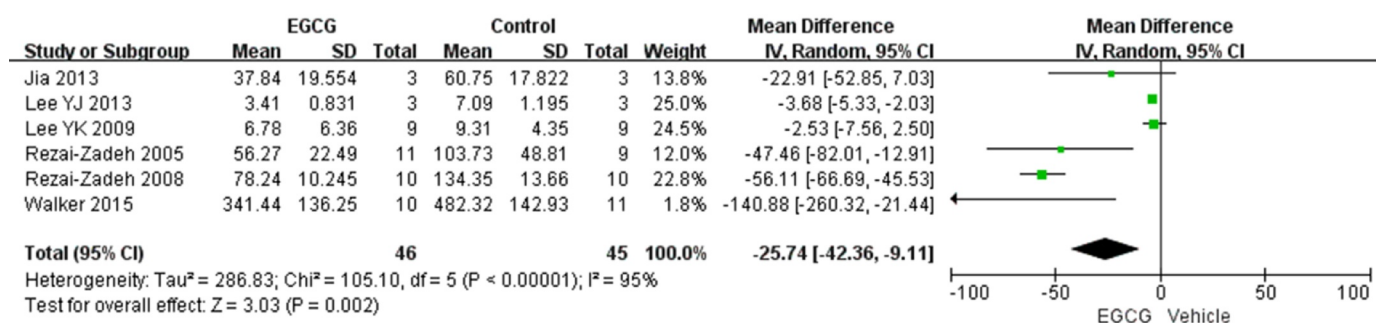 EGCG Control Mean Difference Mean Difference
Study or Subgroup Mean SD Total Mean SD Total Weight IV, Random, 95% CI IV, Random, 95% CI
Jia 2013 37.84 19.554 3 60.75 17.822 3 13.8% -22.91 [-52.85, 7.03]
Lee YJ 2013 3.41 0.831 3 7.09 1.195 3 25.0% -3.68 [-5.33, -2.03]
Lee YK 2009 6.78 6.36 9 9.31 4.35 9 24.5% -2.53 [-7.56, 2.50]
Rezai-Zadeh 2005 56.27 22.49 11 103.73 48.81 9 12.0% -47.46 [-82.01, -12.91]
Rezai-Zadeh 2008 78.24 10.245 10 134.35 13.66 10 22.8% -56.11 [-66.69, -45.53]
Walker 2015 341.44 136.25 10 482.32 142.93 11 1.8% -140.88 [-260.32, -21.44]
Total (95% CI) 46 45 100.0% -25.74 [-42.36, -9.11]
Heterogeneity: Tau² = 286.83; Chi² = 105.10, df = 5 (P < 0.00001); I² = 95%
Test for overall effect: Z = 3.03 (P = 0.002)
-100 -50 0 50 100
EGCG Vehicle